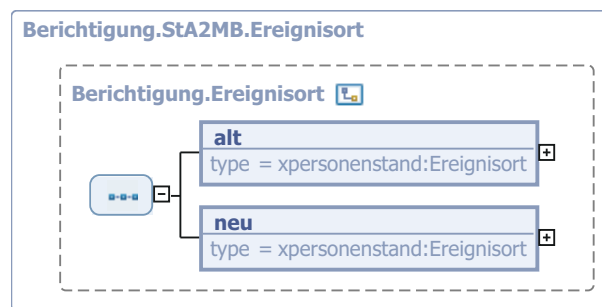 Berichtigung.StA2MB.Ereignisort
Berichtigung.Ereignisort
alt
type = xpersonenstand:Ereignisort
neu
type = xpersonenstand:Ereignisort